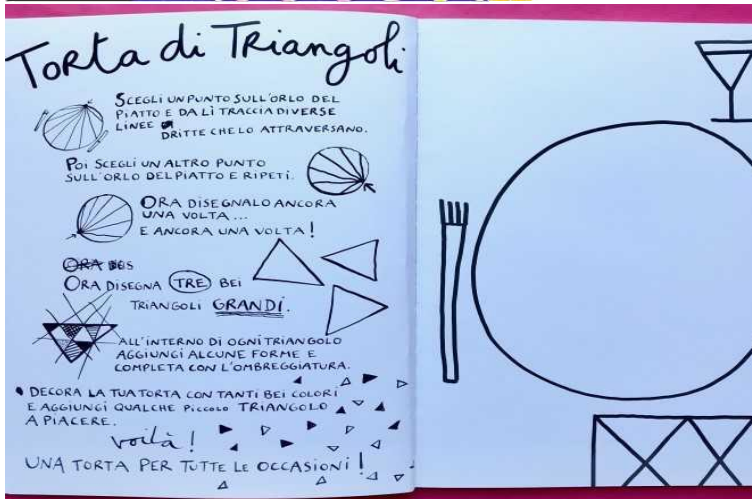 Torta di Triangoli
SCEGLI UN PUNTO SULL'ORLO DEL
PIATTO E DA LÌ TRACCIA DIVERSE
LINEE
DRITTE CHE LO ATTRAVERSANO.
POI SCEGLI UN ALTRO PUNTO
SULL'ORLO DEL PIATTO E RIPETI.
ORA DISEGNALO ANCORA
UNA VOLTA...
E ANCORA UNA VOLTA!
ORA DIS
ORA DISEGNA TRE BEI
TRIANGOLI GRANDI.
ALL'INTERNO DI OGNI TRIANGOLO
AGGIUNGI ALCUNE FORME E
COMPLETA CON L'OMBREGGIATURA.
DECORA LA TUA TORTA CON TANTI BEI COLORI
E AGGIUNGI QUALCHE PICCOLO TRIANGOLO
A PIACERE.
voilà!
UNA TORTA PER TUTTE LE OCCASIONI!